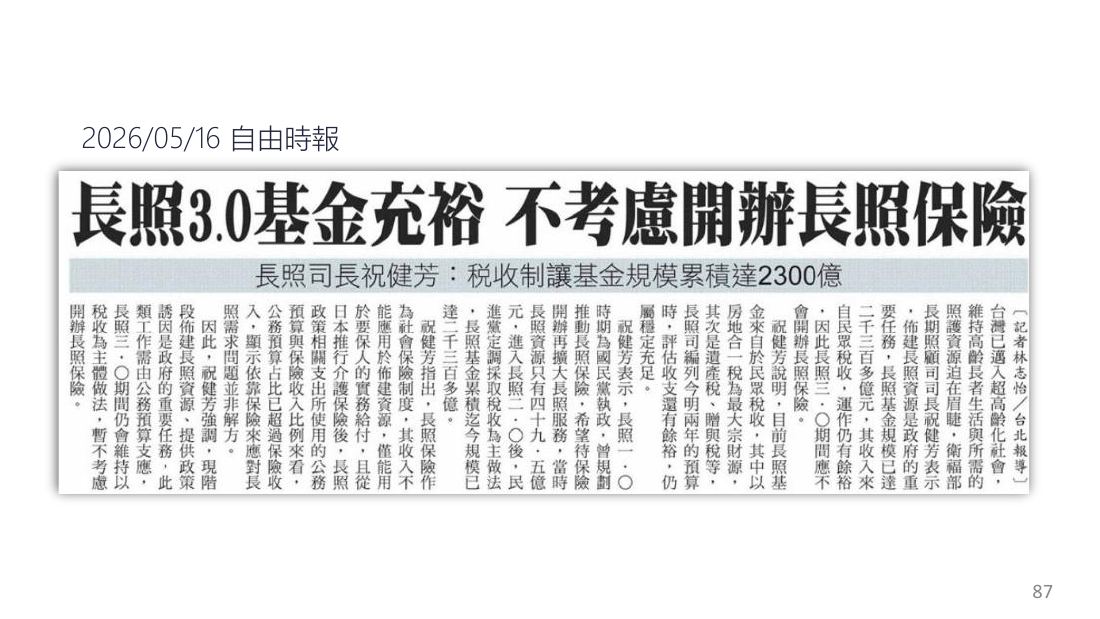 2026/05/16 自由時報
長照3.0基金充裕 不考慮開辦長照保險
長照司長祝健芳：税收制讓基金規模累積達2300億
〔記者林志怡／台北報導〕
台灣已邁入超高齡化社會，
維持高齡長者生活與所需的
照護資源迫在眉睫，衛福部
長期照顧司司長祝健芳表示
，佈建長照資源是政府的重
要任務，長照基金規模已達
二千三百多億元，其收入來
自民眾稅收，運作仍有餘裕
，因此長照三．〇期間應不
會開辦長照保險。
祝健芳說明，目前長照基
金來自於民眾稅收，其中以
房地合一稅為最大宗財源，
其次是遺產稅、贈與稅等，
長照司編列今明兩年的預算
時，評估收支還有餘裕，仍
屬穩定充足。
祝健芳表示，長照一．〇
時期為國民黨執政，曾規劃
推動長照保險，希望待保險
開辦再擴大長照服務，當時
長照資源只有四十九．五億
元，進入長照二．〇後，民
進黨定調採取稅收為主做法
，長照基金累積迄今規模已
達二千三百多億。
祝健芳指出，長照保險作
為社會保險制度，其收入不
能應用於佈建資源，僅能用
於要保人的實務給付，且從
日本推行介護保險後，長照
政策相關支出所使用的公務
預算與保險收入比例來看，
公務預算占比已超過保險收
入，顯示依靠保險來應對長
照需求問題並非解方。
因此，祝健芳強調，現階
段佈建長照資源、提供政策
誘因是政府的重要任務，此
類工作需由公務預算支應，
長照三．〇期間仍會維持以
稅收為主體做法，暫不考慮
開辦長照保險。
87